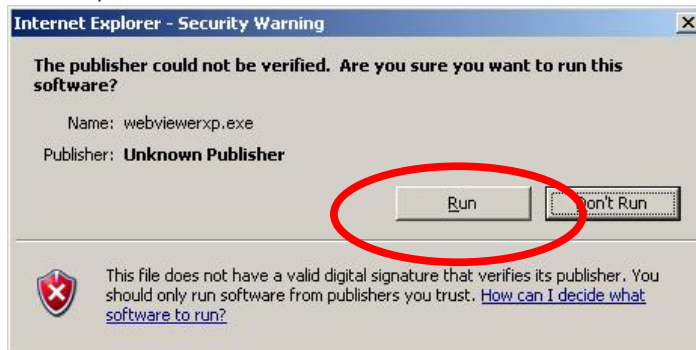 Internet Explorer - Security Warning
The publisher could not be verified. Are you sure you want to run this
software?
Name: webviewerxp.exe
Publisher: Unknown Publisher
Run Don't Run
This file does not have a valid digital signature that verifies its publisher. You
should only run software from publishers you trust. How can I decide what
software to run?